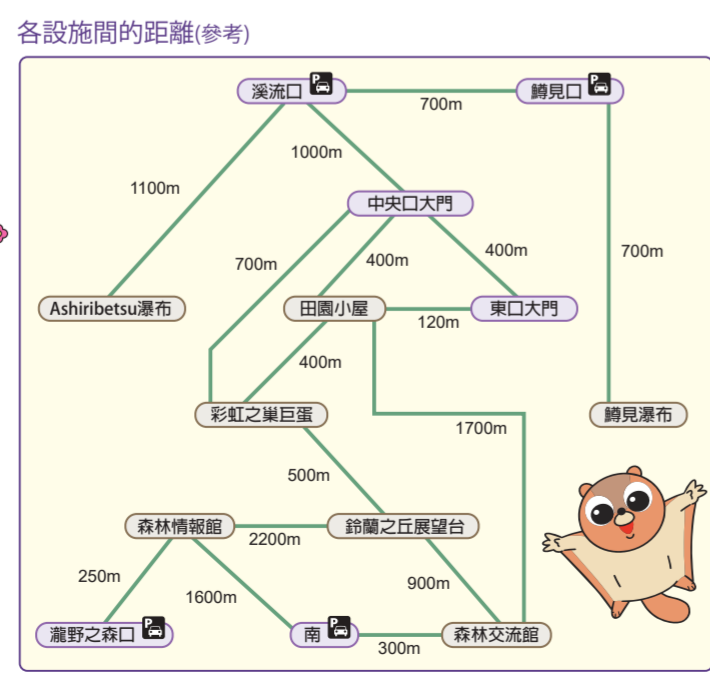 各設施間的距離(參考)
溪流口 P
鱒見口 P
700m
1000m
1100m
中央口大門
700m
400m
400m
700m
Ashiribetsu瀑布
田園小屋
東口大門
120m
400m
彩虹之巢巨蛋
1700m
鱒見瀑布
500m
森林情報館
鈴蘭之丘展望台
2200m
250m
1600m
900m
瀧野之森口 P
南 P
森林交流館
300m